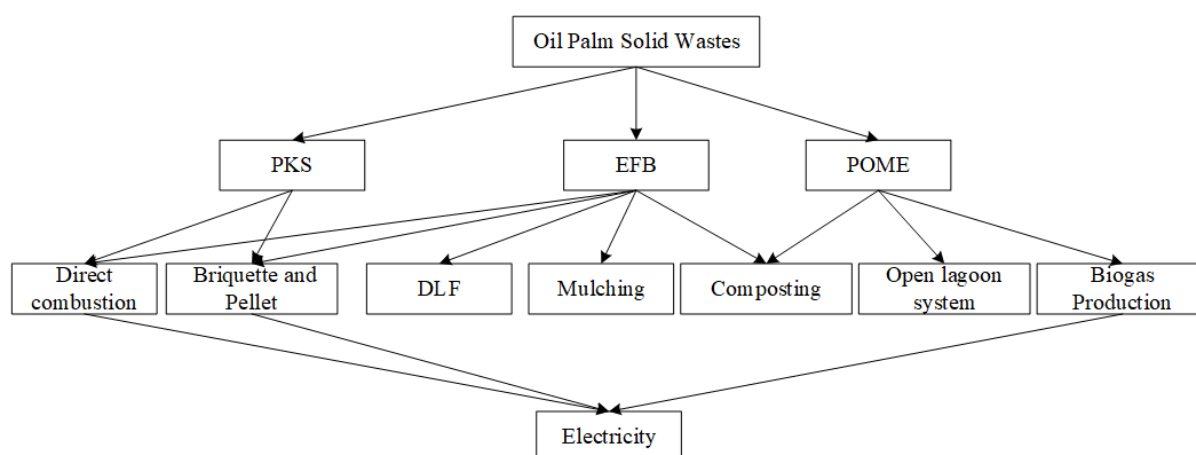 Oil Palm Solid Wastes
PKS
EFB
POME
Direct
combustion
Briquette and
Pellet
DLF
Mulching
Composting
Open lagoon
system
Biogas
Production
Electricity